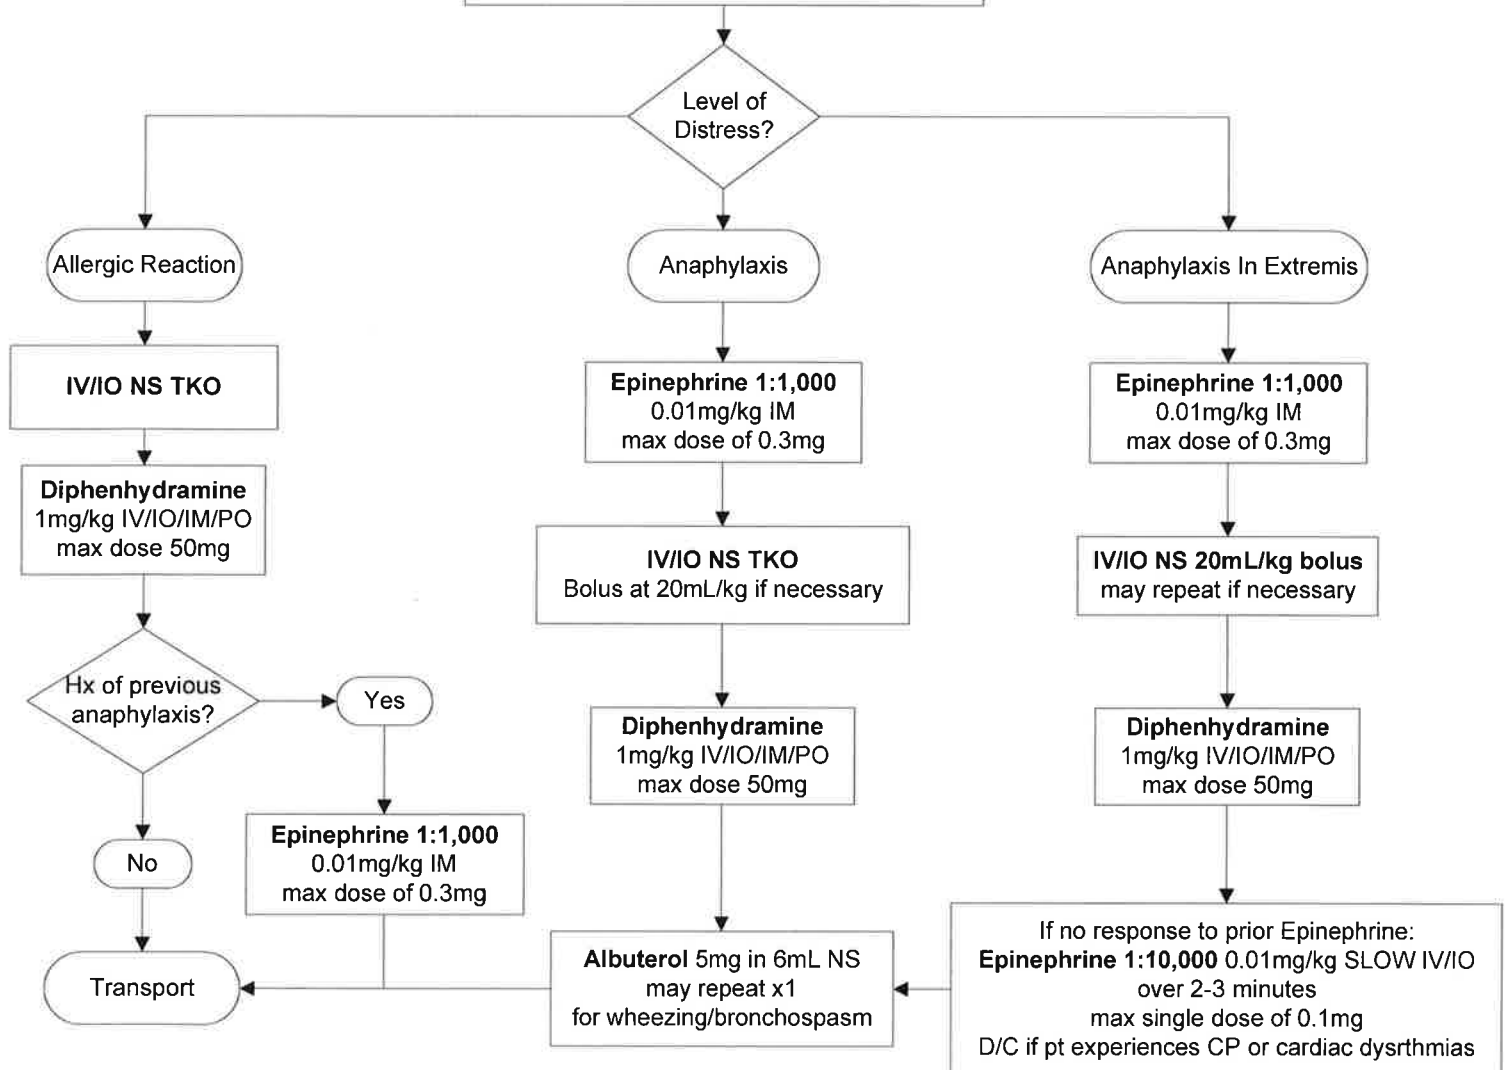 Level of
Distress?
Allergic Reaction
Anaphylaxis
Anaphylaxis In Extremis
IV/IO NS TKO
Diphenhydramine
1mg/kg IV/IO/IM/PO
max dose 50mg
Hx of previous
anaphylaxis?
Yes
No
Epinephrine 1:1,000
0.01mg/kg IM
max dose of 0.3mg
Transport
Epinephrine 1:1,000
0.01mg/kg IM
max dose of 0.3mg
IV/IO NS TKO
Bolus at 20mL/kg if necessary
Diphenhydramine
1mg/kg IV/IO/IM/PO
max dose 50mg
Albuterol 5mg in 6mL NS
may repeat x1
for wheezing/bronchospasm
Epinephrine 1:1,000
0.01mg/kg IM
max dose of 0.3mg
IV/IO NS 20mL/kg bolus
may repeat if necessary
Diphenhydramine
1mg/kg IV/IO/IM/PO
max dose 50mg
If no response to prior Epinephrine:
Epinephrine 1:10,000 0.01mg/kg SLOW IV/IO
over 2-3 minutes
max single dose of 0.1mg
D/C if pt experiences CP or cardiac dysrthmias